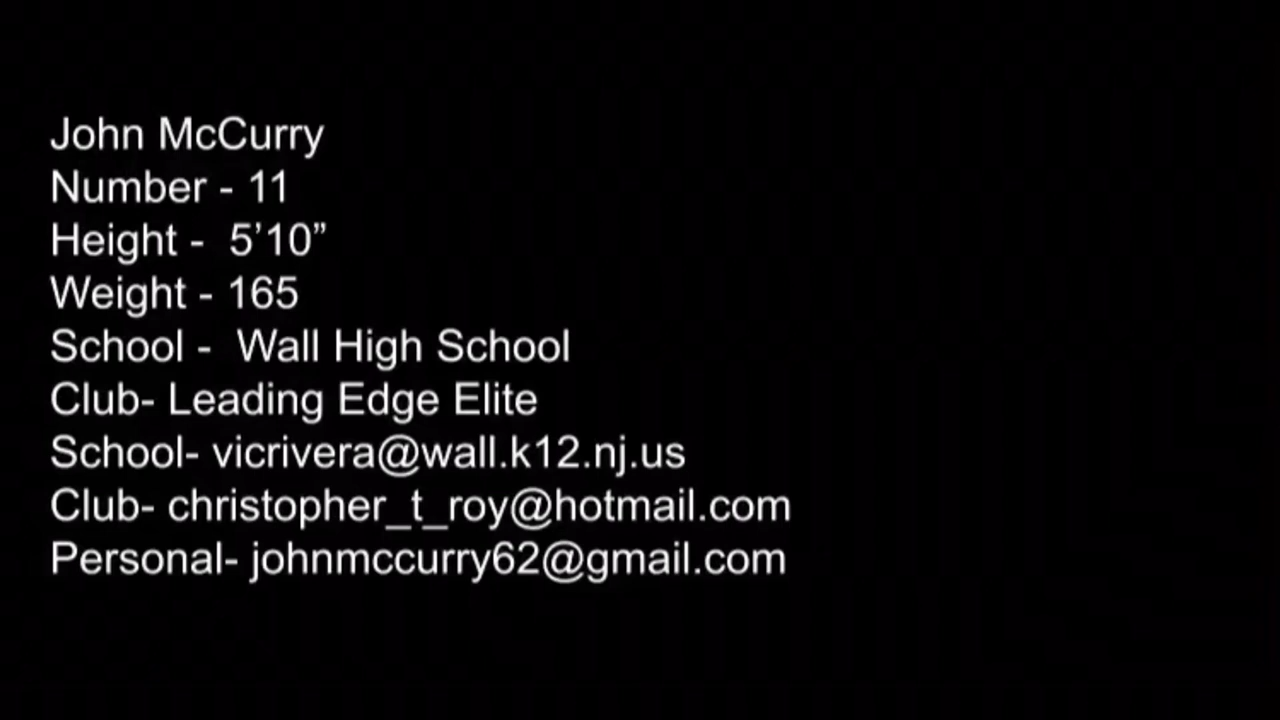 John McCurry
Number - 11
Height -  5’10”
Weight - 165
School -  Wall High School
Club- Leading Edge Elite
School- vicrivera@wall.k12.nj.us
Club- christopher_t_roy@hotmail.com
Personal- johnmccurry62@gmail.com